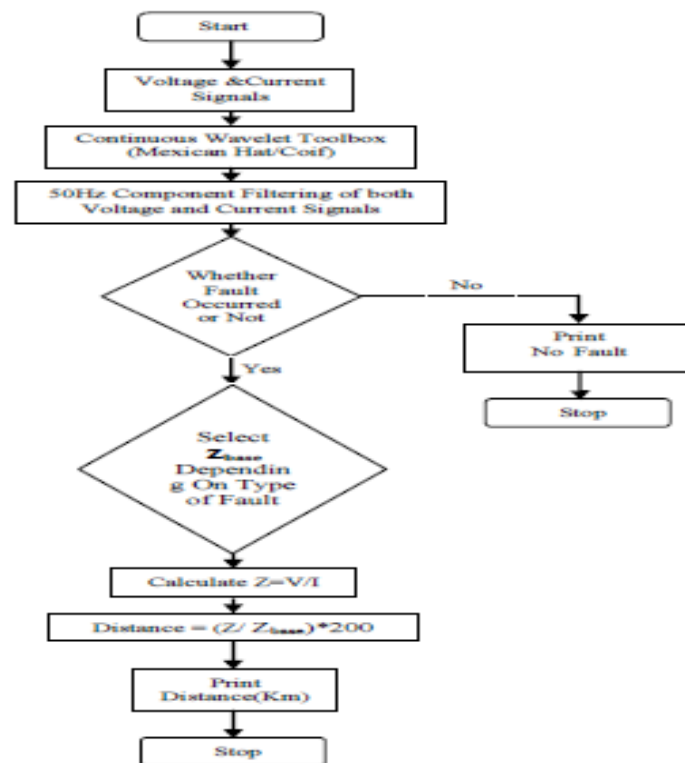 Start
Voltage &Current
Signals
Continuous Wavelet Toolbox
(Mexican Hat/Coif)
50Hz Component Filtering of both
Voltage and Current Signals
Whether
Fault
Occurred
or Not
No
Print
No Fault
Stop
Yes
Select
Zbase
Dependin
g On Type
of Fault
Calculate Z=V/I
Distance = (Z/ Zbase)*200
Print
Distance(Km)
Stop